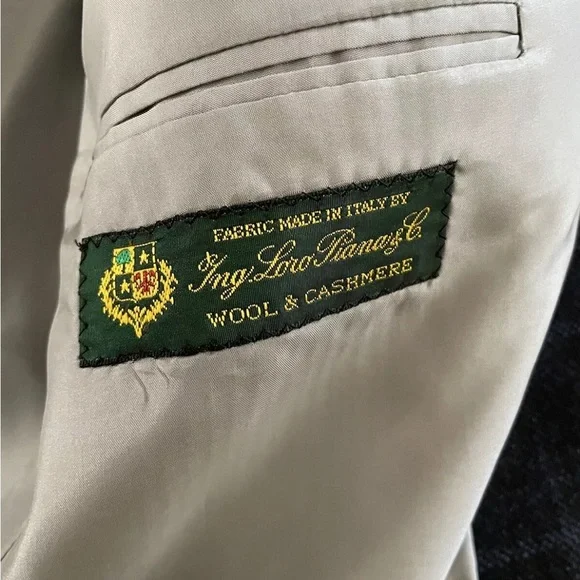 FABRIC MADE IN ITALY BY
Ing. Loro Piana & C.
WOOL & CASHMERE